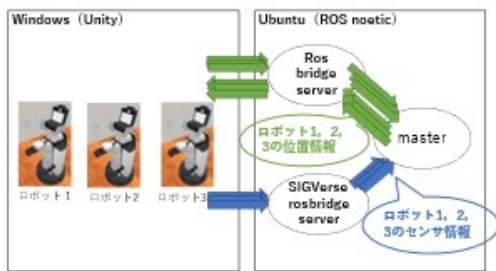 Windows（Unity）
Ubuntu（ROS noetic）
Ros
bridge
server
ロボット1，2，
3の位置情報
master
ロボット1
ロボット2
ロボット3
SIGVerse
rosbridge
server
ロボット1，2，
3のセンサ情報